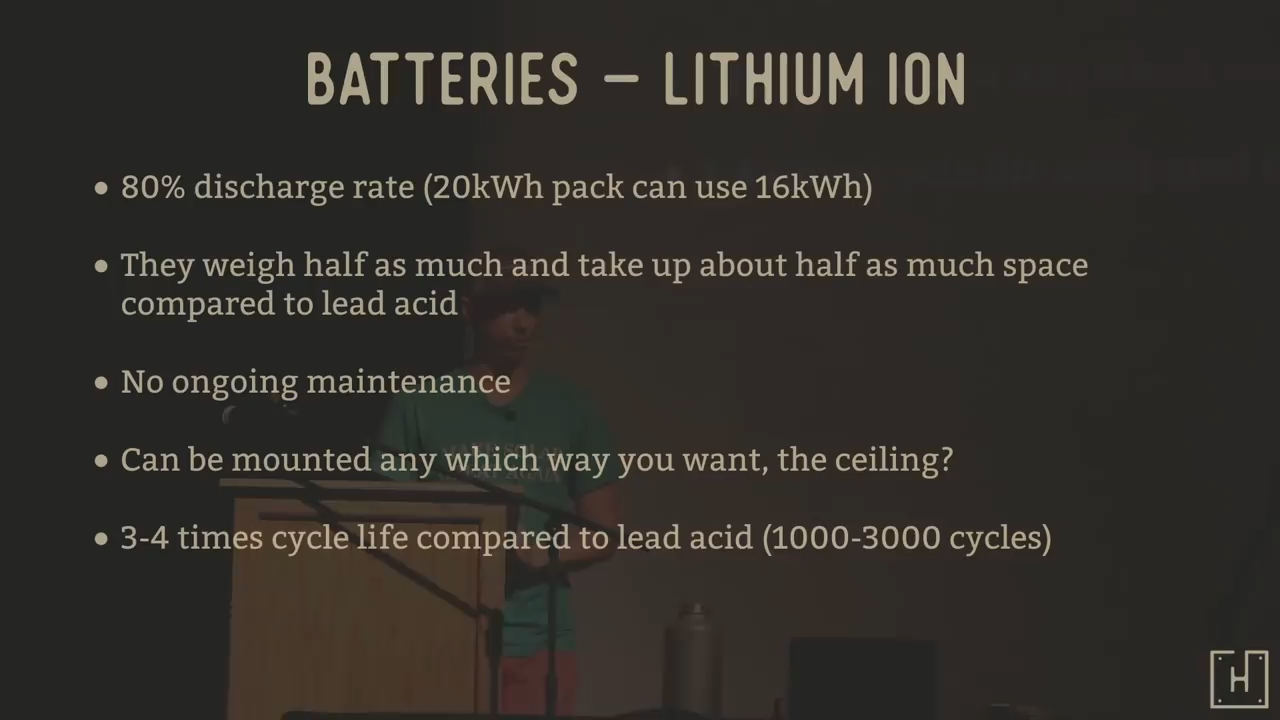 BATTERIES – LITHIUM ION
• 80% discharge rate (20kWh pack can use 16kWh)
• They weigh half as much and take up about half as much space
compared to lead acid
• No ongoing maintenance
• Can be mounted any which way you want, the ceiling?
• 3-4 times cycle life compared to lead acid (1000-3000 cycles)
H